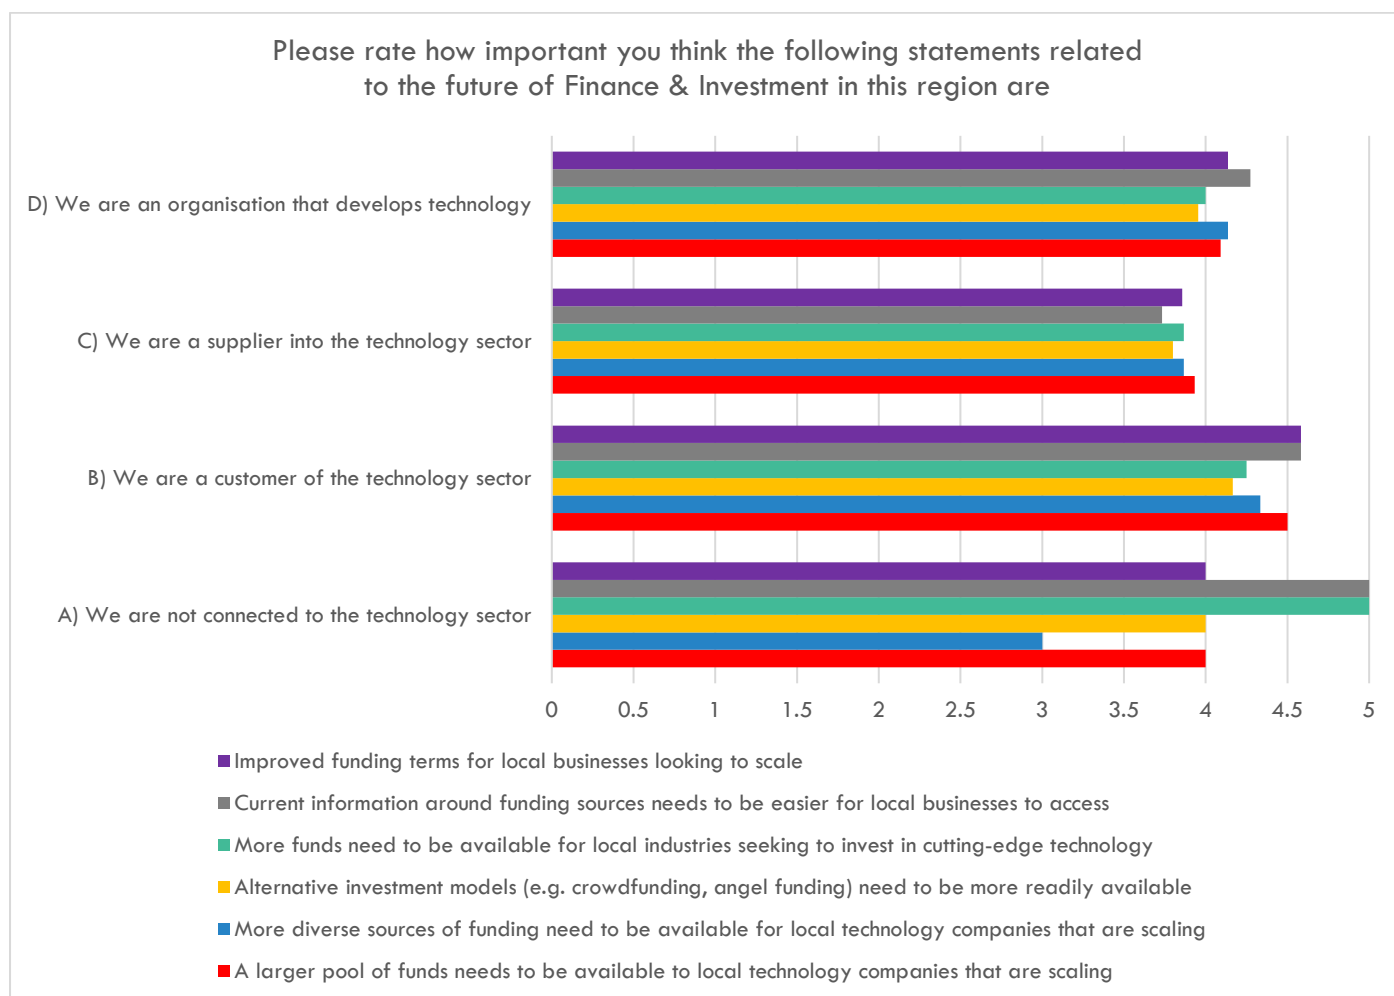 Please rate how important you think the following statements related
to the future of Finance & Investment in this region are
D) We are an organisation that develops technology
C) We are a supplier into the technology sector
B) We are a customer of the technology sector
A) We are not connected to the technology sector
0 0.5 1 1.5 2 2.5 3 3.5 4 4.5 5
Improved funding terms for local businesses looking to scale
Current information around funding sources needs to be easier for local businesses to access
More funds need to be available for local industries seeking to invest in cutting-edge technology
Alternative investment models (e.g. crowdfunding, angel funding) need to be more readily available
More diverse sources of funding need to be available for local technology companies that are scaling
A larger pool of funds needs to be available to local technology companies that are scaling